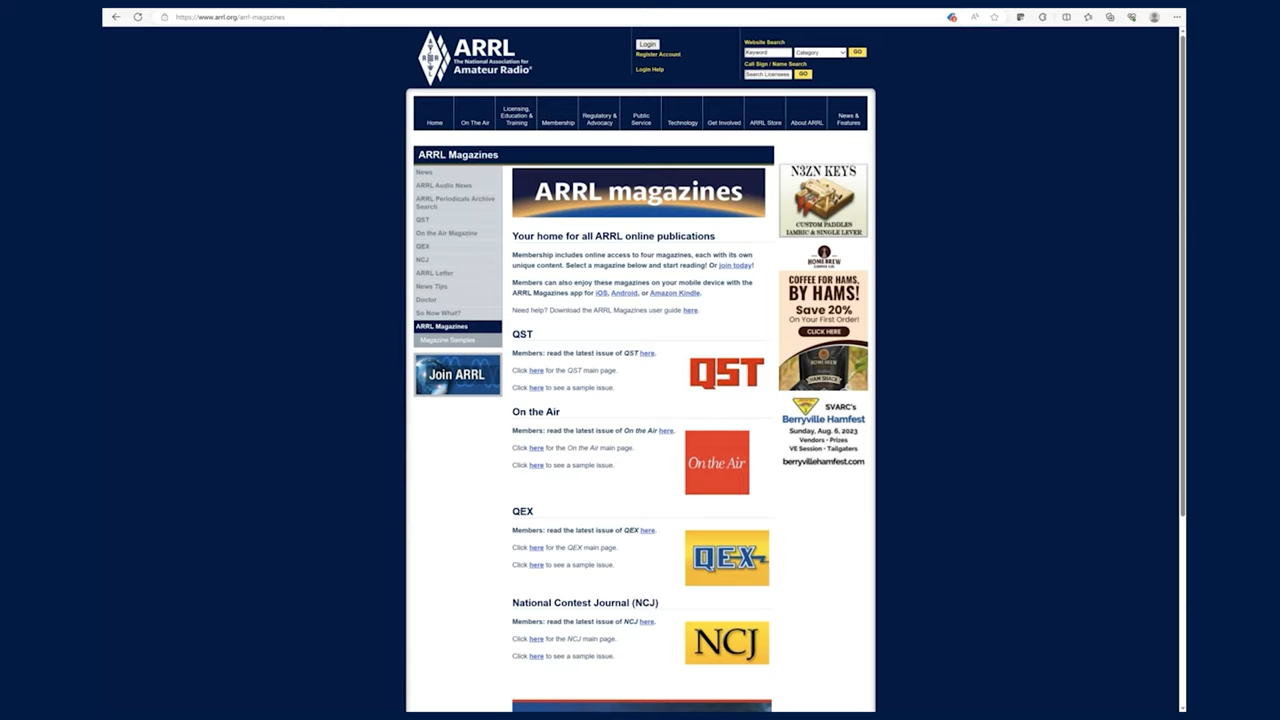 https://www.arrl.org/arrl-magazines
ARRL
The National Association for
Amateur Radio®
Login
Register Account
Login Help
Website Search
Keyword
Category
GO
Call Sign / Name Search
Search Licensees
GO
Home
On The Air
Licensing,
Education &
Training
Membership
Regulatory &
Advocacy
Public
Service
Technology
Get Involved
ARRL Store
About ARRL
News &
Features
ARRL Magazines
News
ARRL Audio News
ARRL Periodicals Archive
Search
QST
On the Air Magazine
QEX
NCJ
ARRL Letter
News Tips
Doctor
So Now What?
ARRL Magazines
Magazine Samples
Join ARRL
ARRL magazines
Your home for all ARRL online publications
Membership includes online access to four magazines, each with its own
unique content. Select a magazine below and start reading! Or join today!
Members can also enjoy these magazines on your mobile device with the
ARRL Magazines app for iOS, Android, or Amazon Kindle.
Need help? Download the ARRL Magazines user guide here.
QST
Members: read the latest issue of QST here.
Click here for the QST main page.
Click here to see a sample issue.
QST
On the Air
Members: read the latest issue of On the Air here.
Click here for the On the Air main page.
Click here to see a sample issue.
On the Air
QEX
Members: read the latest issue of QEX here.
Click here for the QEX main page.
Click here to see a sample issue.
QEX
National Contest Journal (NCJ)
Members: read the latest issue of NCJ here.
Click here for the NCJ main page.
Click here to see a sample issue.
NCJ
N3ZN KEYS
CUSTOM PADDLES
IAMBIC & SINGLE LEVER
HOME BREW
COFFEE FOR HAMS,
BY HAMS!
Save 20%
On Your First Order!
CLICK HERE
HAM SHACK
SVARC's
Berryville Hamfest
Sunday, Aug. 6, 2023
Vendors • Prizes
VE Session • Tailgaters
berryvillehamfest.com